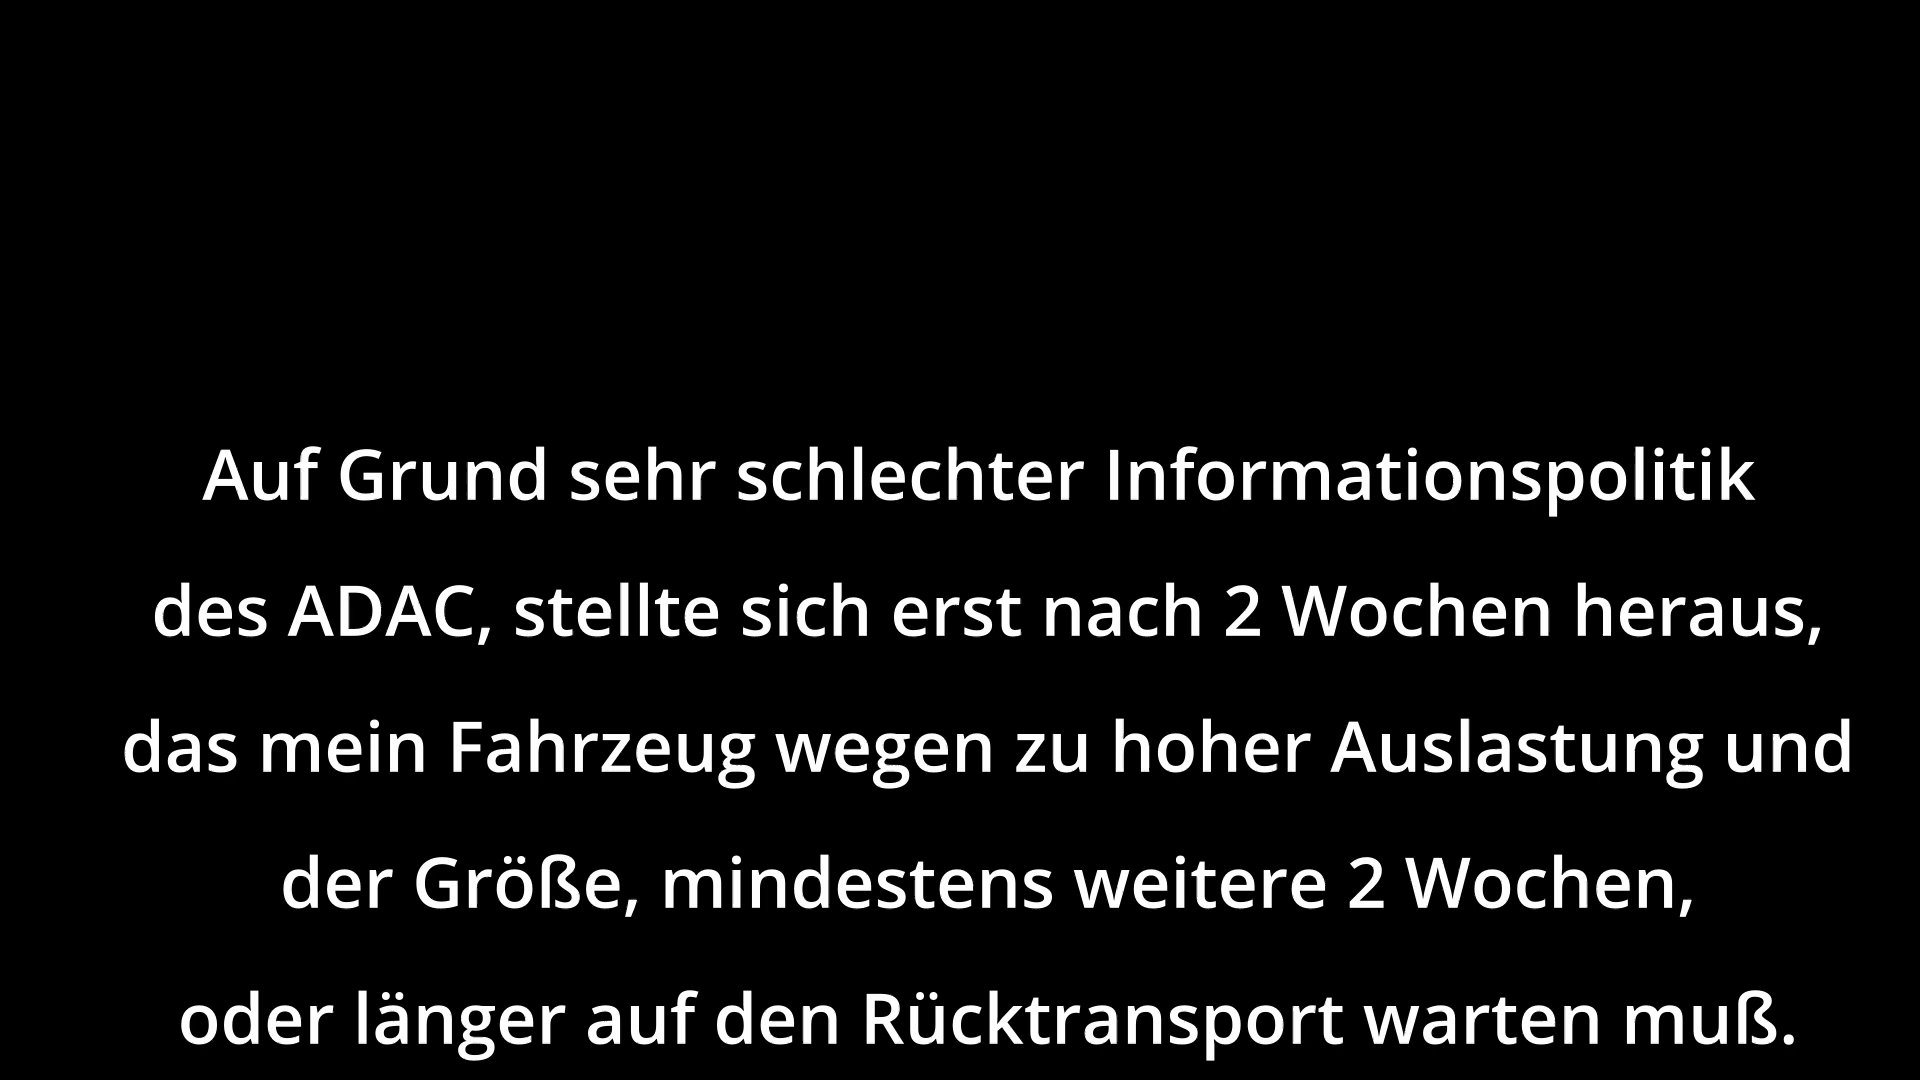 Auf Grund sehr schlechter Informationspolitik
des ADAC, stellte sich erst nach 2 Wochen heraus,
das mein Fahrzeug wegen zu hoher Auslastung und
der Größe, mindestens weitere 2 Wochen,
oder länger auf den Rücktransport warten muß.